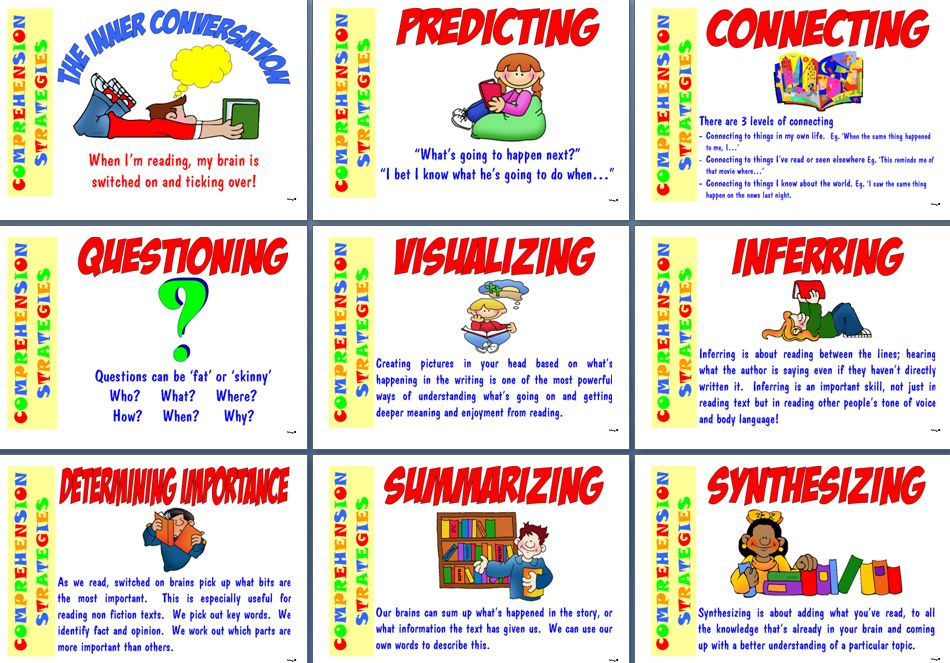 COMPREHENSION
STRATEGIES
THE INNER CONVERSATION
When I'm reading, my brain is
switched on and ticking over!
COMPREHENSION
STRATEGIES
PREDICTING
"What's going to happen next?"
"I bet I know what he's going to do when..."
COMPREHENSION
STRATEGIES
CONNECTING
There are 3 levels of connecting
- Connecting to things in my own life. Eg. 'When the same thing happened
to me, I...'
- Connecting to things I've read or seen elsewhere Eg. 'This reminds me of
that movie where...'
- Connecting to things I know about the world. Eg. 'I saw the same thing
happen on the news last night.
COMPREHENSION
STRATEGIES
QUESTIONING
?
Questions can be 'fat' or 'skinny'
Who? What? Where?
How? When? Why?
COMPREHENSION
STRATEGIES
VISUALIZING
Creating pictures in your head based on what's
happening in the writing is one of the most powerful
ways of understanding what's going on and getting
deeper meaning and enjoyment from reading.
COMPREHENSION
STRATEGIES
INFERRING
Inferring is about reading between the lines; hearing
what the author is saying even if they haven't directly
written it. Inferring is an important skill, not just in
reading text but in reading other people's tone of voice
and body language!
COMPREHENSION
STRATEGIES
DETERMINING IMPORTANCE
As we read, switched on brains pick up what bits are
the most important. This is especially useful for
reading non fiction texts. We pick out key words. We
identify fact and opinion. We work out which parts are
more important than others.
COMPREHENSION
STRATEGIES
SUMMARIZING
Our brains can sum up what's happened in the story, or
what information the text has given us. We can use our
own words to describe this.
COMPREHENSION
STRATEGIES
SYNTHESIZING
Synthesizing is about adding what you've read, to all
the knowledge that's already in your brain and coming
up with a better understanding of a particular topic.